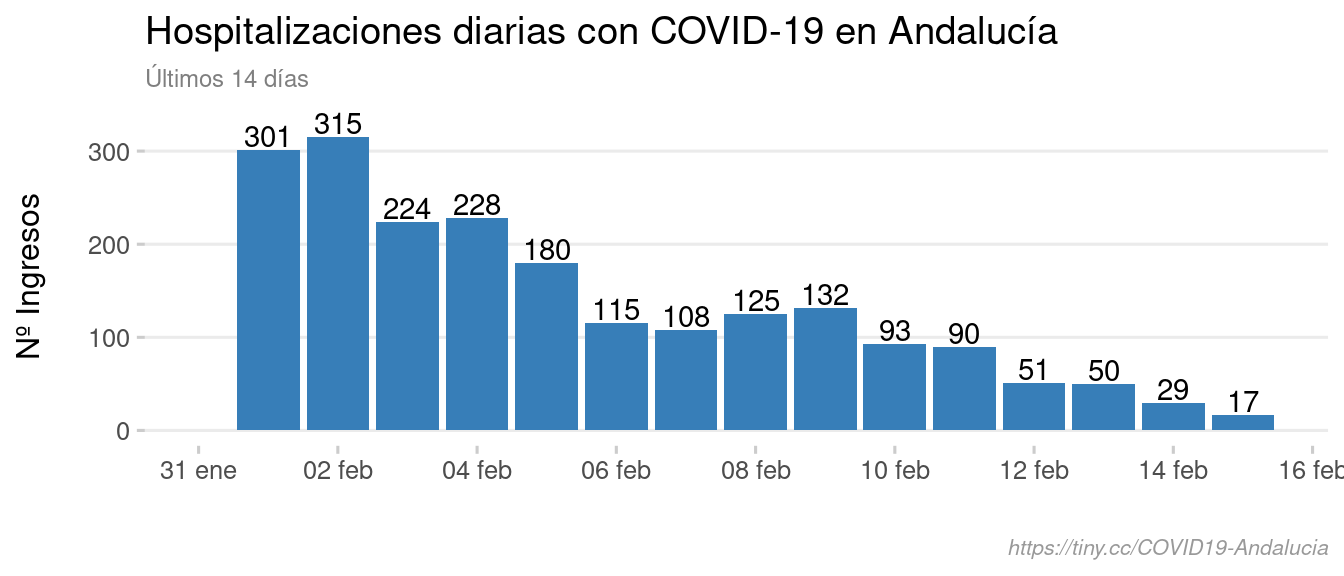 Hospitalizaciones diarias con COVID-19 en Andalucía
Últimos 14 días
Nº Ingresos
300
200
100
0
301
315
224
228
180
115
108
125
132
93
90
51
50
29
17
31 ene
02 feb
04 feb
06 feb
08 feb
10 feb
12 feb
14 feb
16 feb
https://tiny.cc/COVID19-Andalucia